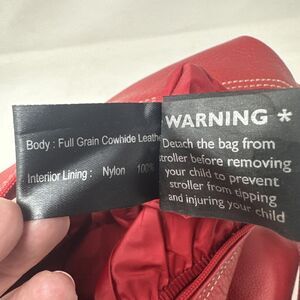 Body : Full Grain Cowhide Leathe
Interior Lining : Nylon 100%
WARNING *
Detach the bag from
stroller before removing
your child to prevent
stroller from tipping
and injuring your child